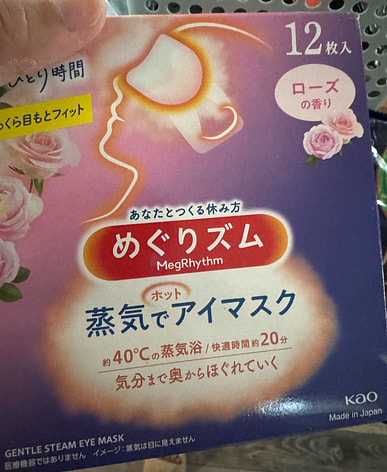 12枚入
ひとり時間
ローズ
の香り
っくら目もとフィット
あなたとつくる休み方
めぐりズム
MegRhythm
ホット
蒸気でアイマスク
約40℃の蒸気浴/快適時間約20分
気分まで奥からほぐれていく
Kao
Made in Japan
GENTLE STEAM EYE MASK
医療機器ではありません イメージ:蒸気は目に見えません